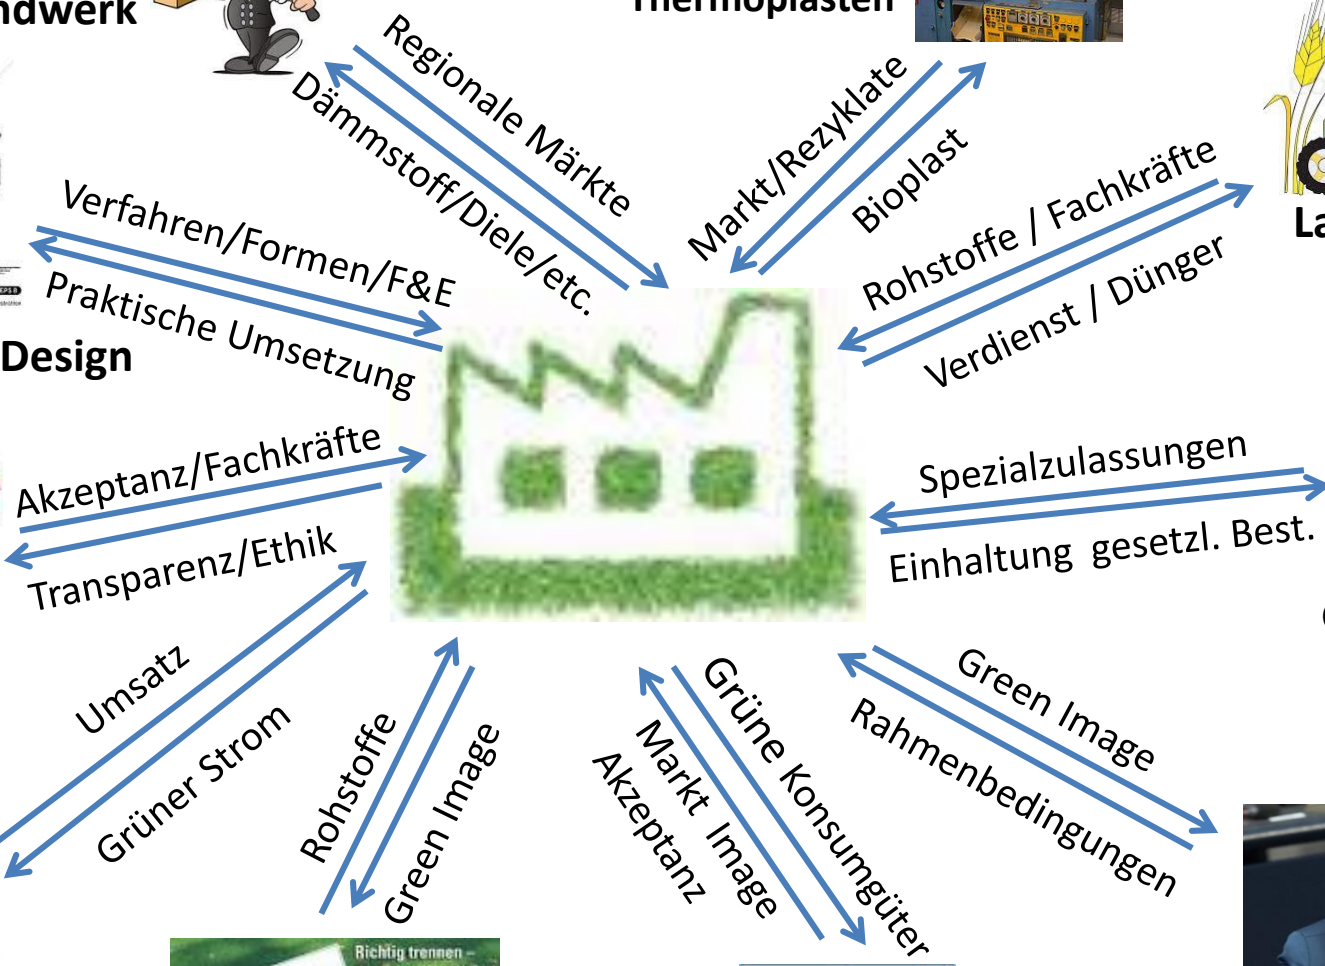 ndwerk
Thermoplasten
Regionale Märkte
Dämmstoff/Diele/etc.
Markt/Rezyklate
Bioplast
Rohstoffe / Fachkräfte
Verdienst / Dünger
La
Verfahren/Formen/F&E
Praktische Umsetzung
Design
Akzeptanz/Fachkräfte
Transparenz/Ethik
Spezialzulassungen
Einhaltung gesetzl. Best.
Umsatz
Grüner Strom
Rohstoffe
Green Image
Grüne Konsumgüter
Markt Image
Akzeptanz
Green Image
Rahmenbedingungen
Richtig trennen –